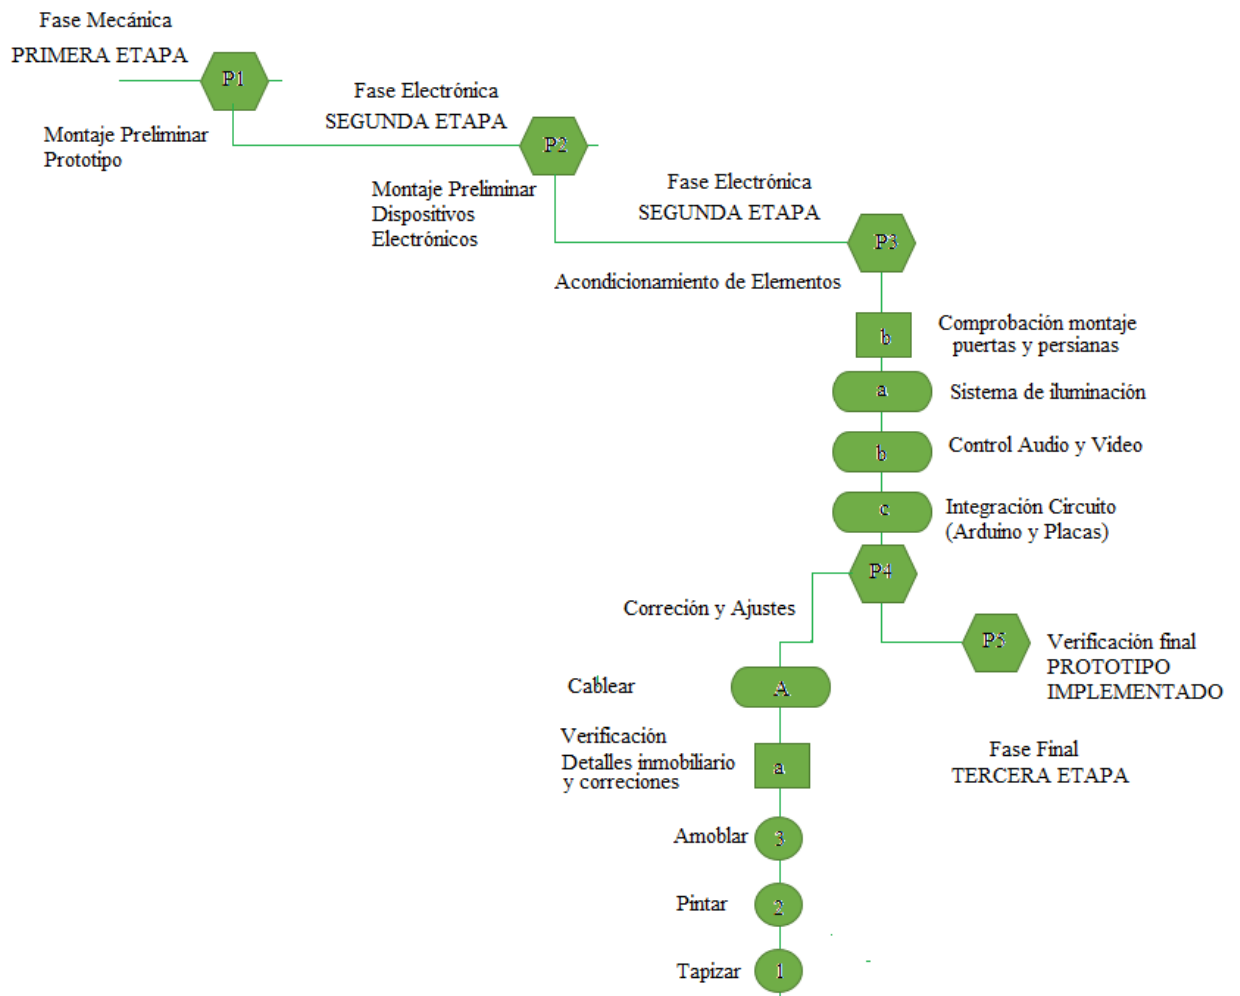 Fase Mecánica
PRIMERA ETAPA
P1
Montaje Preliminar
Prototipo
Fase Electrónica
SEGUNDA ETAPA
P2
Montaje Preliminar
Dispositivos
Electrónicos
Fase Electrónica
SEGUNDA ETAPA
P3
Acondicionamiento de Elementos
b
Comprobación montaje
puertas y persianas
a
Sistema de iluminación
b
Control Audio y Video
c
Integración Circuito
(Arduino y Placas)
P4
Correción y Ajustes
P5
Verificación final
PROTOTIPO
IMPLEMENTADO
Cablear
A
Verificación
Detalles inmobiliario
y correciones
a
Fase Final
TERCERA ETAPA
Amoblar
3
Pintar
2
Tapizar
1